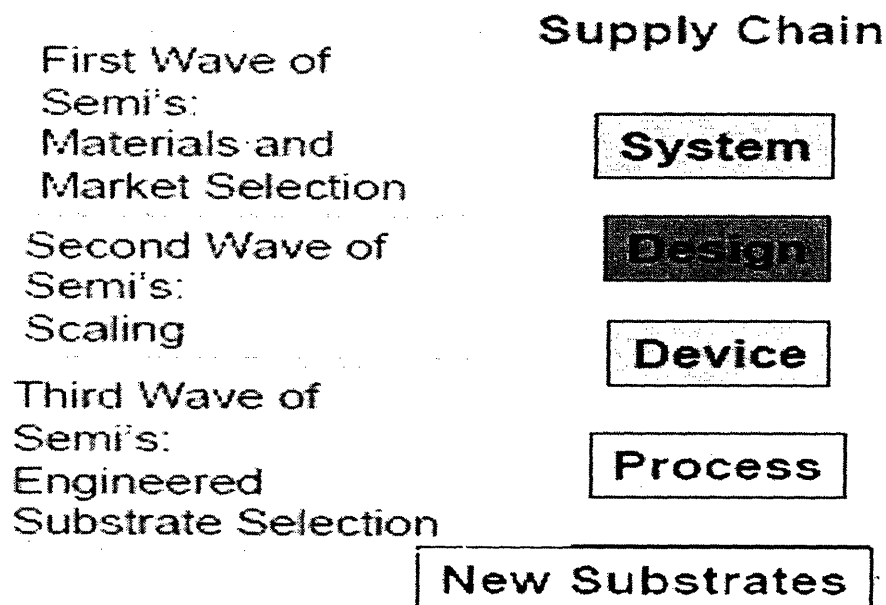 Supply Chain
First Wave of
Semi's:
Materials and
Market Selection
System
Second Wave of
Semi's:
Scaling
Design
Device
Third Wave of
Semi's:
Engineered
Substrate Selection
Process
New Substrates